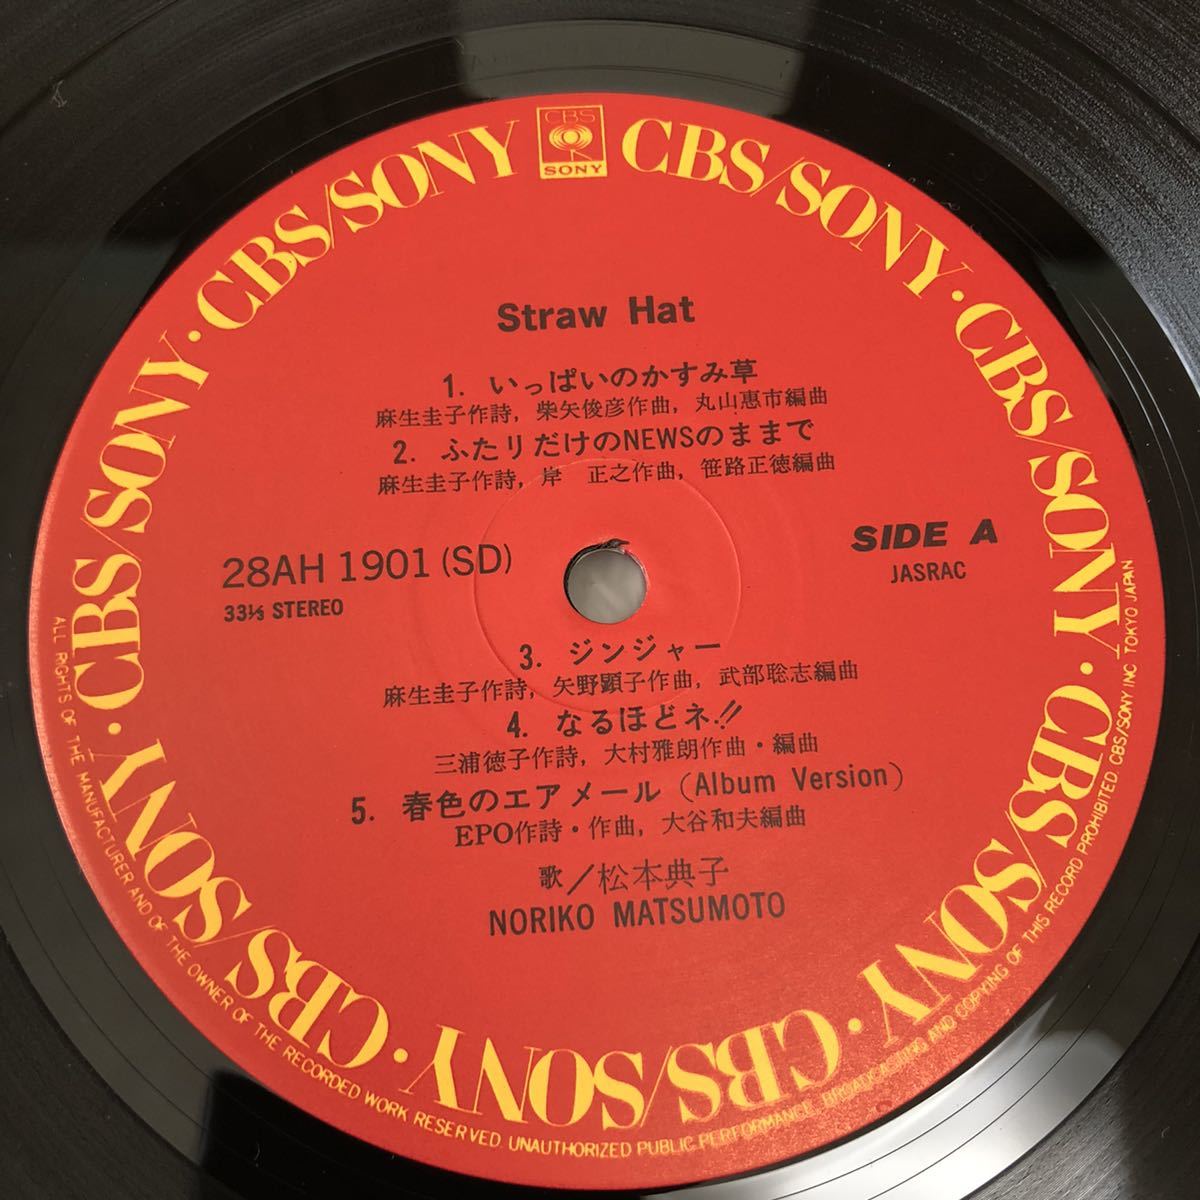 CBS
SONY
CBS/SONY · CBS/SONY · CBS/SONY · CBS/SONY · CBS/SONY · CBS/SONY · CBS/SONY · CBS/SONY
Straw Hat
1. いっぱいのかすみ草
麻生圭子作詩, 柴矢俊彦作曲, 丸山恵市編曲
2. ふたりだけのNEWSのままで
麻生圭子作詩, 岸 正之作曲, 笹路正徳編曲
28AH 1901 (SD)
33⅓ STEREO
SIDE A
JASRAC
3. ジンジャー
麻生圭子作詩, 矢野顕子作曲, 武部聡志編曲
4. なるほどネ!!
三浦徳子作詩, 大村雅朗作曲・編曲
5. 春色のエアメール (Album Version)
EPO作詩・作曲, 大谷和夫編曲
歌/松本典子
NORIKO MATSUMOTO
ALL RIGHTS OF THE MANUFACTURER AND OF THE OWNER OF THE RECORDED WORK RESERVED. UNAUTHORIZED PUBLIC PERFORMANCE, BROADCASTING AND COPYING OF THIS RECORD PROHIBITED CBS/SONY INC. TOKYO JAPAN